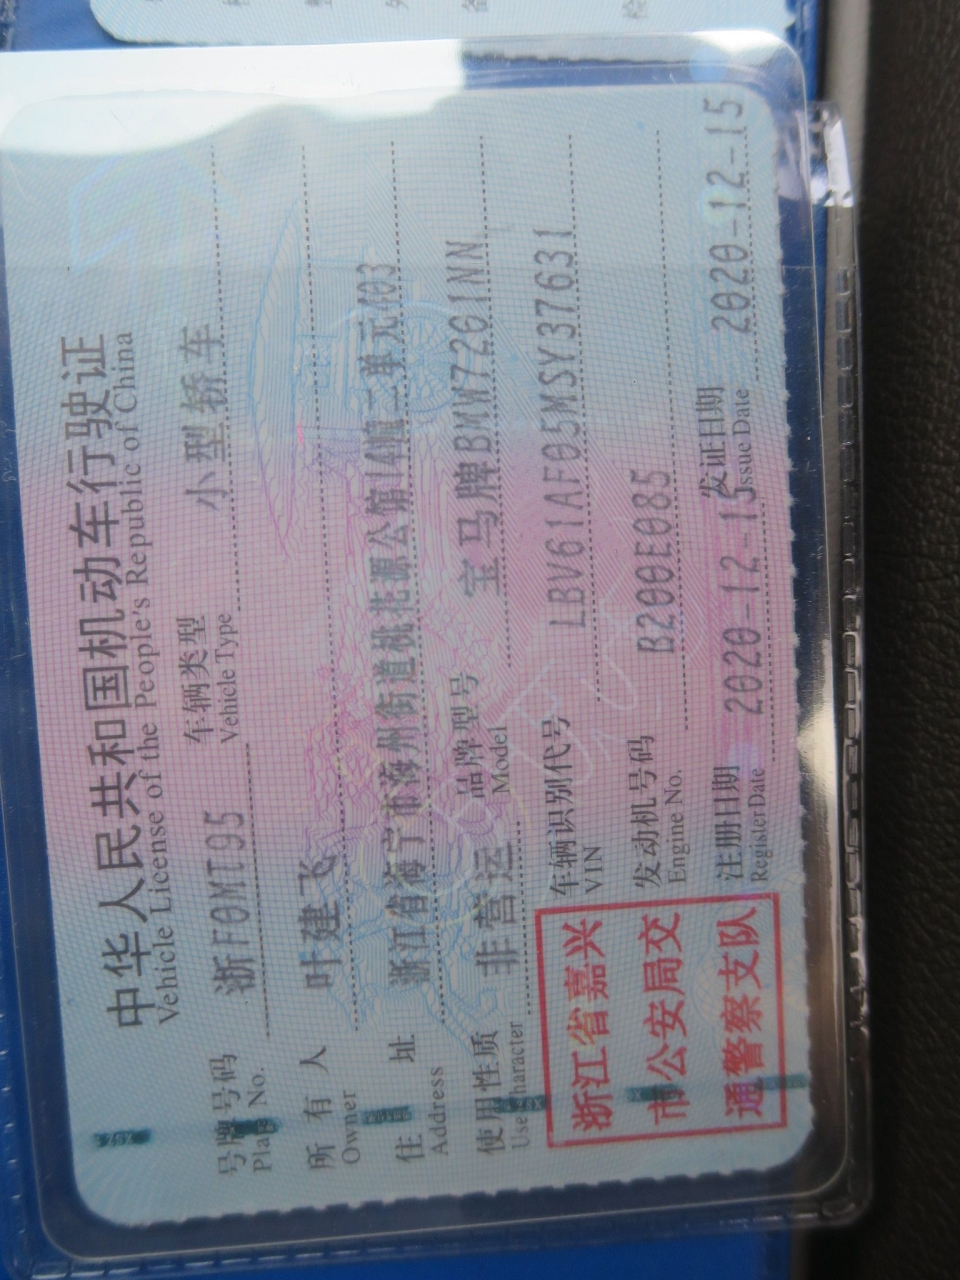 中华人民共和国机动车行驶证
Vehicle License of the People's Republic of China
号牌号码 浙F0MT95 车辆类型 小型轿车
Plate No. Vehicle Type
所有人 叶建飞
Owner
住址 浙江省海宁市海州街道桃花源公馆14幢二单元403
Address
使用性质 非营运 品牌型号 宝马牌BMW7201NN
Use Character Model
车辆识别代号 LBV61AF05MSY37631
VIN
发动机号码 B200E085
Engine No.
注册日期 2020-12-15 发证日期 2020-12-15
Register Date Issue Date
浙江省嘉兴
市公安局交
通警察支队